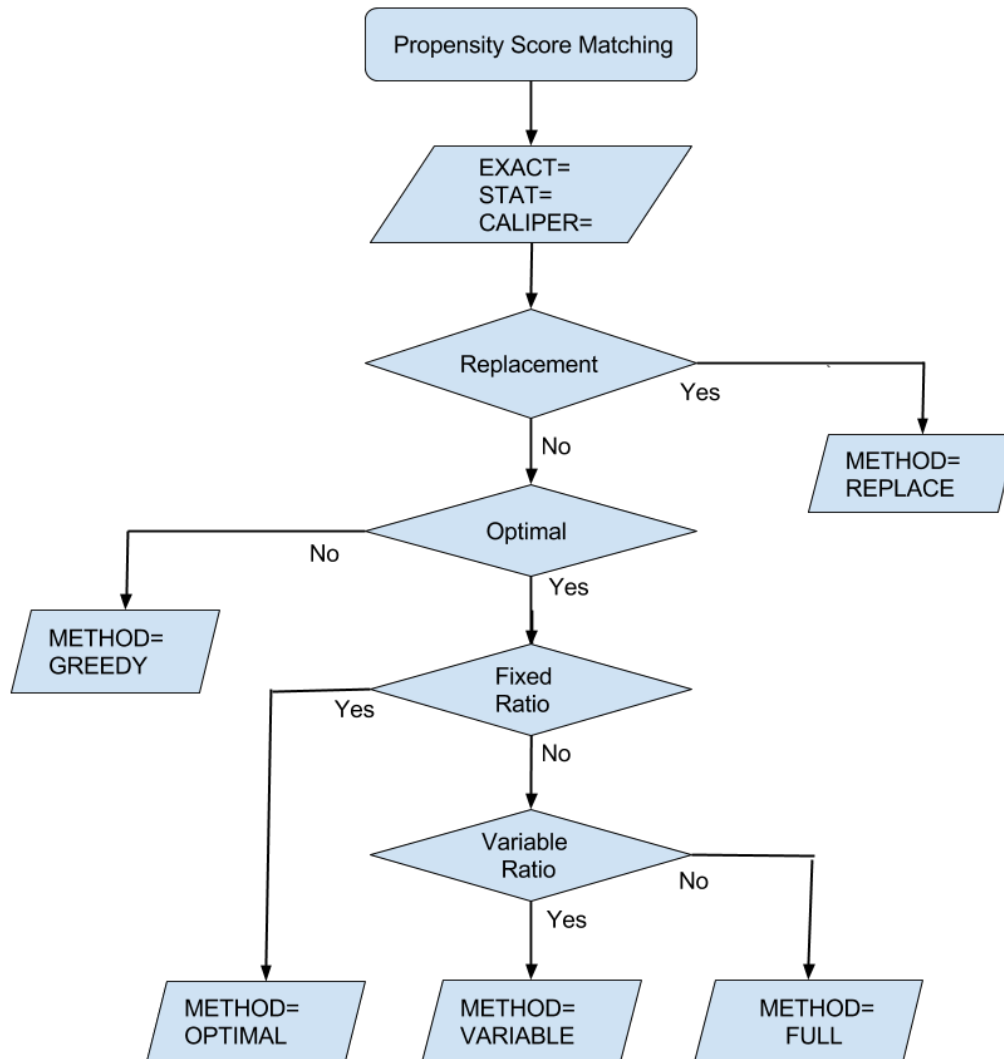 Propensity Score Matching
EXACT=
STAT=
CALIPER=
Replacement
Yes
No
METHOD=
REPLACE
Optimal
No
Yes
METHOD=
GREEDY
Fixed
Ratio
Yes
No
Variable
Ratio
No
Yes
METHOD=
OPTIMAL
METHOD=
VARIABLE
METHOD=
FULL